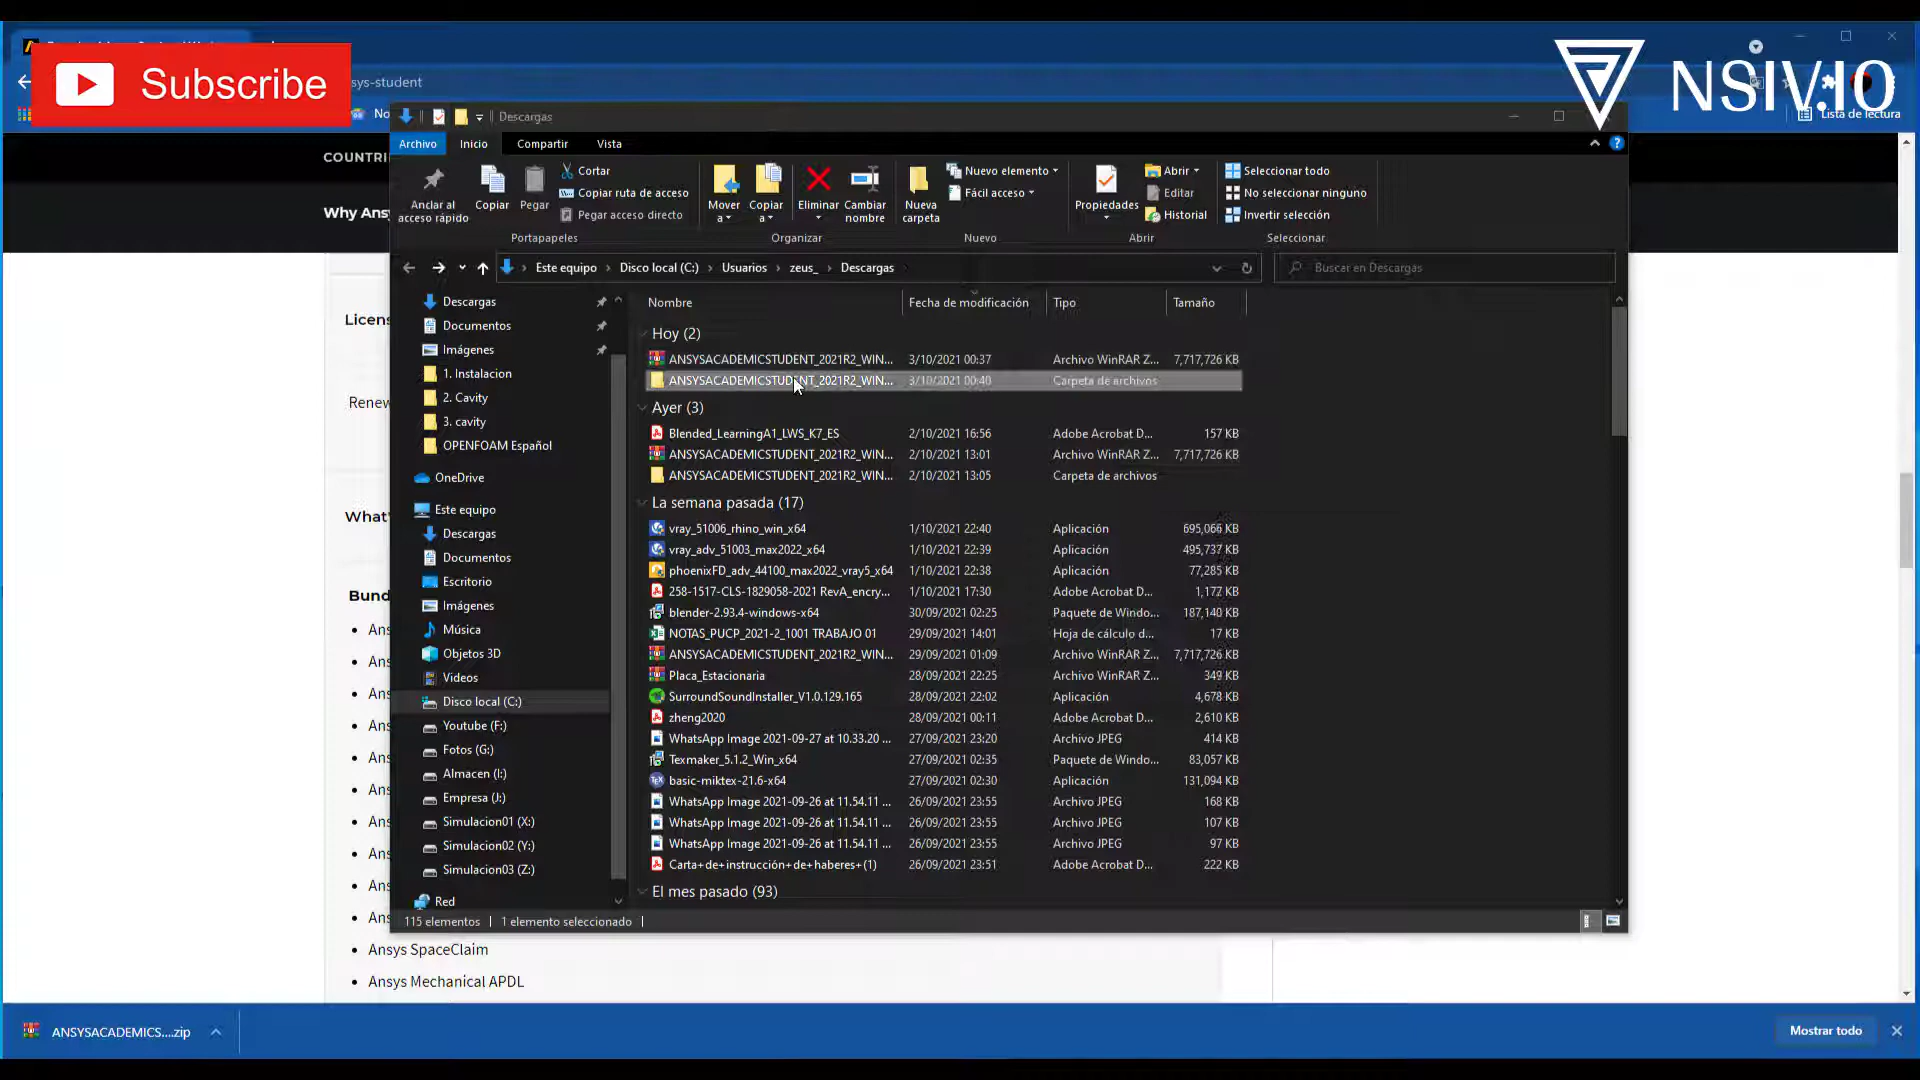 Subscribe
NSIV.IO
sys-student
No
Lista de lectura
COUNTRI
Why Ans
Licens
Renew
What'
Bund
Ans
Ans
Ans
Ans
Ans
Ans
Ans
Ans
Ans
Ans
Ansys SpaceClaim
Ansys Mechanical APDL
Descargas
Archivo
Inicio
Compartir
Vista
Anclar al
acceso rápido
Copiar
Pegar
Cortar
Copiar ruta de acceso
Pegar acceso directo
Portapapeles
Mover
a
Copiar
a
Eliminar
Cambiar
nombre
Organizar
Nueva
carpeta
Nuevo elemento
Fácil acceso
Nuevo
Propiedades
Abrir
Editar
Historial
Abrir
Seleccionar todo
No seleccionar ninguno
Invertir selección
Seleccionar
Este equipo › Disco local (C:) › Usuarios › zeus_ › Descargas
Buscar en Descargas
Descargas
Documentos
Imágenes
1. Instalacion
2. Cavity
3. cavity
OPENFOAM Español
OneDrive
Este equipo
Descargas
Documentos
Escritorio
Imágenes
Música
Objetos 3D
Videos
Disco local (C:)
Youtube (F:)
Fotos (G:)
Almacen (I:)
Empresa (J:)
Simulacion01 (X:)
Simulacion02 (Y:)
Simulacion03 (Z:)
Red
Nombre Fecha de modificación Tipo Tamaño
Hoy (2)
ANSYSACADEMICSTUDENT_2021R2_WIN... 3/10/2021 00:37 Archivo WinRAR Z... 7,717,726 KB
ANSYSACADEMICSTUDENT_2021R2_WIN... 3/10/2021 00:40 Carpeta de archivos
Ayer (3)
Blended_LearningA1_LWS_K7_ES 2/10/2021 16:56 Adobe Acrobat D... 157 KB
ANSYSACADEMICSTUDENT_2021R2_WIN... 2/10/2021 13:01 Archivo WinRAR Z... 7,717,726 KB
ANSYSACADEMICSTUDENT_2021R2_WIN... 2/10/2021 13:05 Carpeta de archivos
La semana pasada (17)
vray_51006_rhino_win_x64 1/10/2021 22:40 Aplicación 695,066 KB
vray_adv_51003_max2022_x64 1/10/2021 22:39 Aplicación 495,737 KB
phoenixFD_adv_44100_max2022_vray5_x64 1/10/2021 22:38 Aplicación 77,285 KB
258-1517-CLS-1829058-2021 RevA_encry... 1/10/2021 17:30 Adobe Acrobat D... 1,172 KB
blender-2.93.4-windows-x64 30/09/2021 02:25 Paquete de Windo... 187,140 KB
NOTAS_PUCP_2021-2_1001 TRABAJO 01 29/09/2021 14:01 Hoja de cálculo d... 17 KB
ANSYSACADEMICSTUDENT_2021R2_WIN... 29/09/2021 01:09 Archivo WinRAR Z... 7,717,726 KB
Placa_Estacionaria 28/09/2021 22:25 Archivo WinRAR Z... 349 KB
SurroundSoundInstaller_V1.0.129.165 28/09/2021 22:02 Aplicación 4,678 KB
zheng2020 28/09/2021 00:11 Adobe Acrobat D... 2,610 KB
WhatsApp Image 2021-09-27 at 10.33.20 ... 27/09/2021 23:20 Archivo JPEG 414 KB
Texmaker_5.1.2_Win_x64 27/09/2021 02:35 Paquete de Windo... 83,057 KB
basic-miktex-21.6-x64 27/09/2021 02:30 Aplicación 131,094 KB
WhatsApp Image 2021-09-26 at 11.54.11 ... 26/09/2021 23:55 Archivo JPEG 168 KB
WhatsApp Image 2021-09-26 at 11.54.11 ... 26/09/2021 23:55 Archivo JPEG 107 KB
WhatsApp Image 2021-09-26 at 11.54.11 ... 26/09/2021 23:55 Archivo JPEG 97 KB
Carta+de+instrucción+de+haberes+(1) 26/09/2021 23:51 Adobe Acrobat D... 222 KB
El mes pasado (93)
115 elementos
1 elemento seleccionado
ANSYSACADEMICS....zip
Mostrar todo